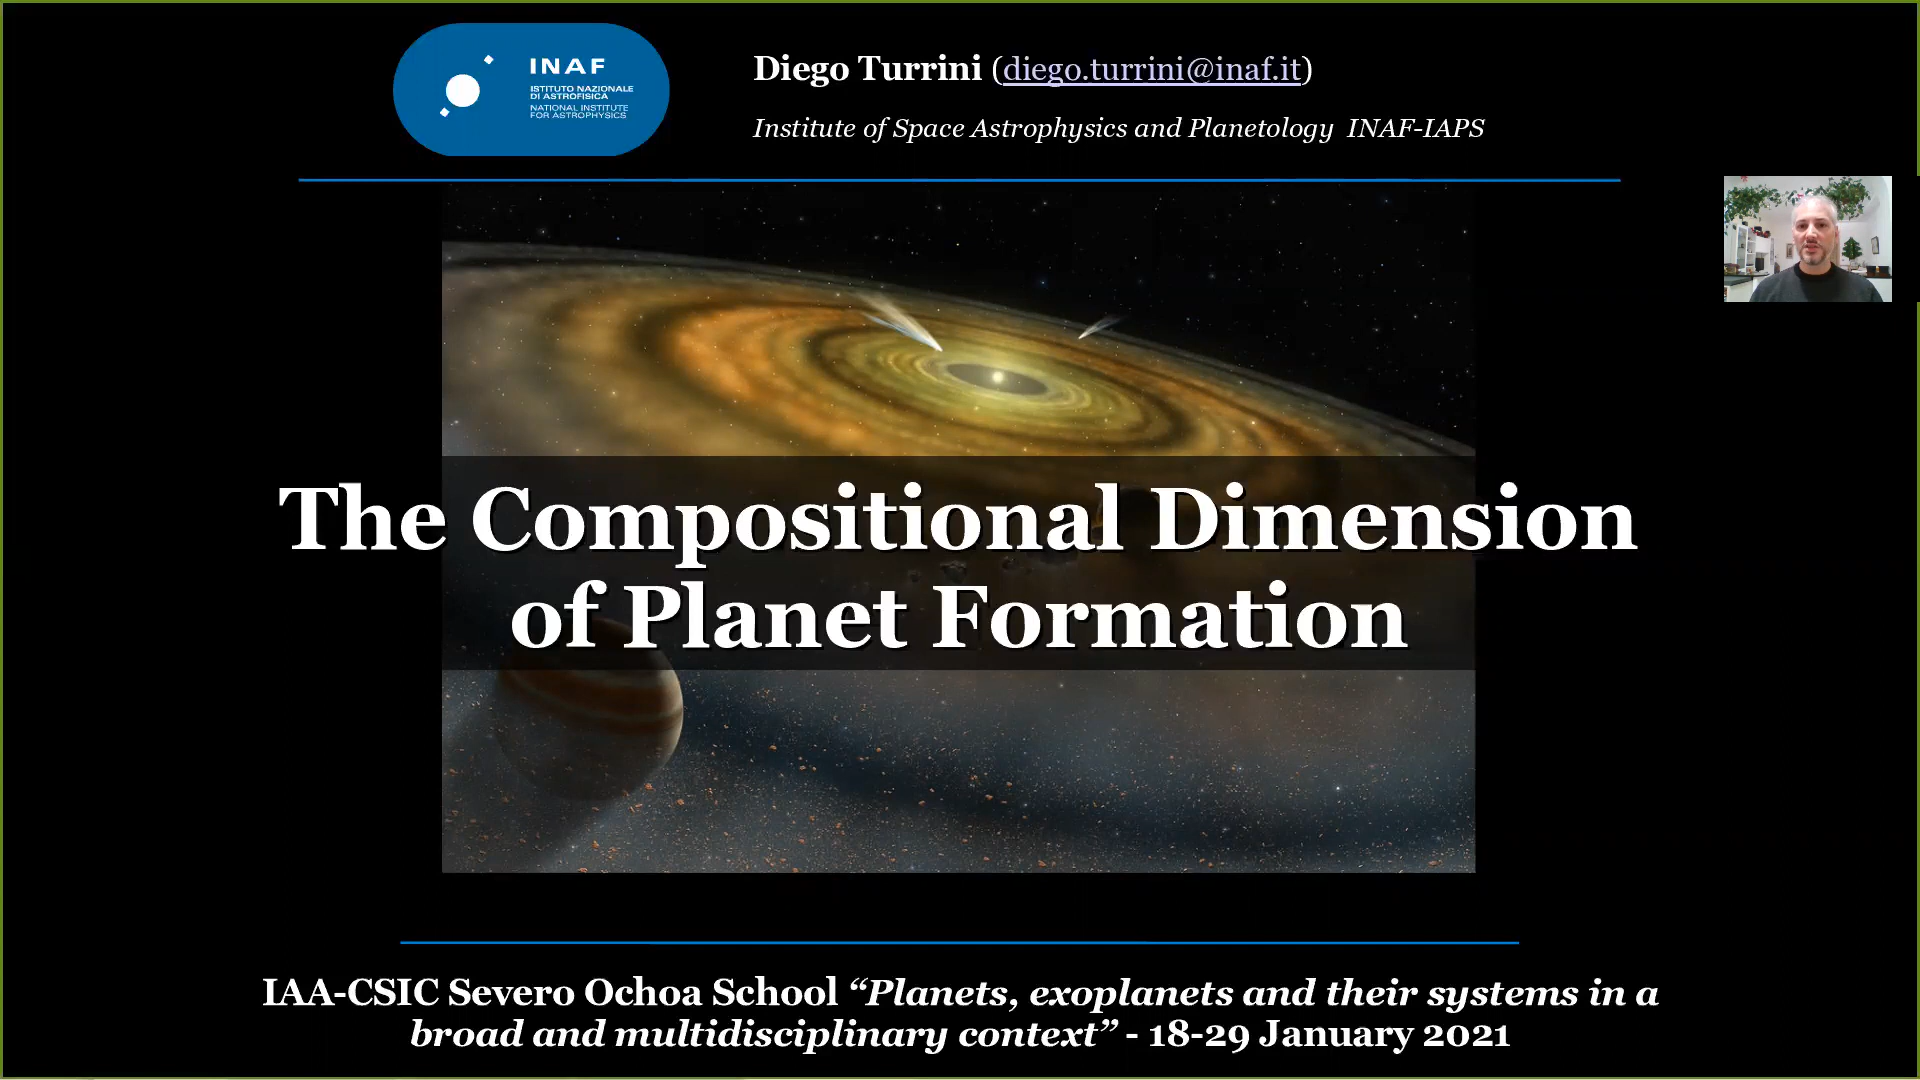 INAF
ISTITUTO NAZIONALE
DI ASTROFISICA
NATIONAL INSTITUTE
FOR ASTROPHYSICS
Diego Turrini (diego.turrini@inaf.it)
Institute of Space Astrophysics and Planetology INAF-IAPS
The Compositional Dimension
of Planet Formation
IAA-CSIC Severo Ochoa School “Planets, exoplanets and their systems in a
broad and multidisciplinary context” - 18-29 January 2021